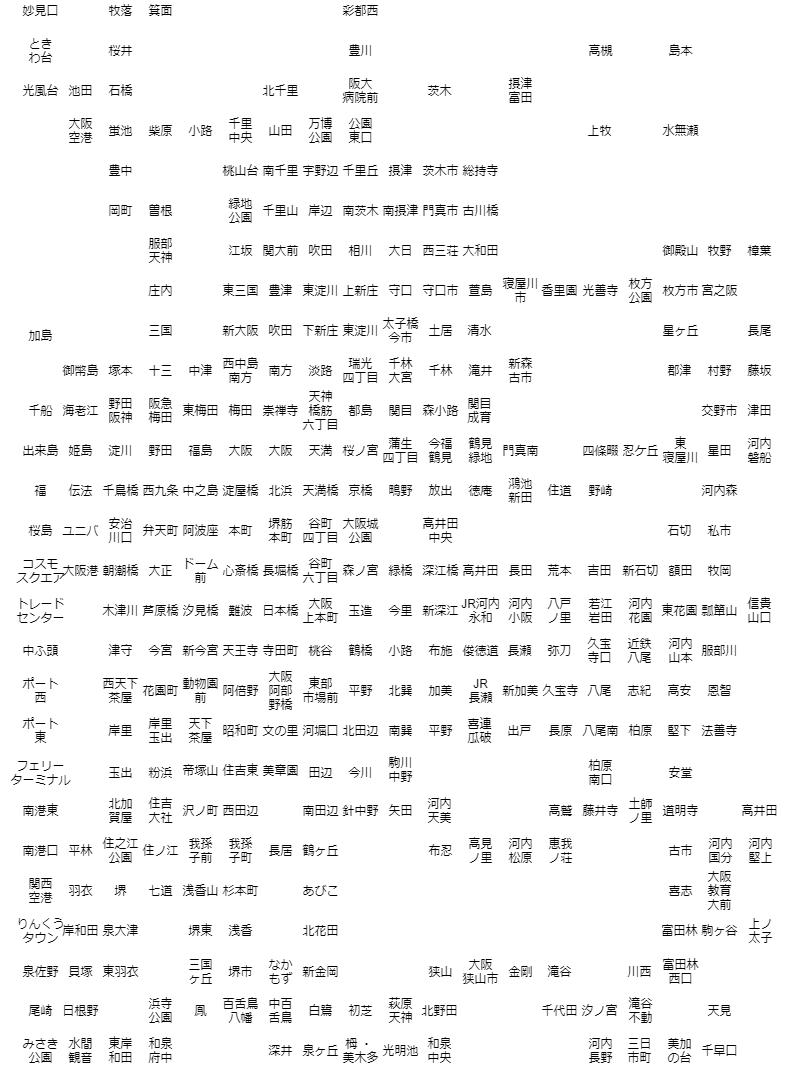 妙見口 牧落 箕面 彩都西
ときわ台 桜井 豊川 高槻 島本
光風台 池田 石橋 北千里 阪大病院前 茨木 摂津富田
大阪空港 蛍池 柴原 小路 千里中央 山田 万博公園 公園東口 上牧 水無瀬
豊中 桃山台 南千里 宇野辺 千里丘 摂津 茨木市 総持寺
岡町 曽根 緑地公園 千里山 岸辺 南茨木 南摂津 門真市 古川橋
服部天神 江坂 関大前 吹田 相川 大日 西三荘 大和田 御殿山 牧野 樟葉
庄内 東三国 豊津 東淀川 上新庄 守口 守口市 萱島 寝屋川市 香里園 光善寺 枚方公園 枚方市 宮之阪
加島 三国 新大阪 吹田 下新庄 東淀川 太子橋今市 土居 清水 星ヶ丘 長尾
御幣島 塚本 十三 中津 西中島南方 南方 淡路 瑞光四丁目 千林大宮 千林 滝井 新森古市 郡津 村野 藤坂
千船 海老江 野田阪神 阪急梅田 東梅田 梅田 崇禅寺 天神橋筋六丁目 都島 関目 森小路 関目成育 交野市 津田
出来島 姫島 淀川 野田 福島 大阪 大阪 天満 桜ノ宮 蒲生四丁目 今福鶴見 鶴見緑地 門真南 四條畷 忍ケ丘 東寝屋川 星田 河内磐船
福 伝法 千鳥橋 西九条 中之島 淀屋橋 北浜 天満橋 京橋 鴫野 放出 徳庵 鴻池新田 住道 野崎 河内森
桜島 ユニバ 安治川口 弁天町 阿波座 本町 堺筋本町 谷町四丁目 大阪城公園 高井田中央 石切 私市
コスモスクエア 大阪港 朝潮橋 大正 ドーム前 心斎橋 長堀橋 谷町六丁目 森ノ宮 緑橋 深江橋 高井田 長田 荒本 吉田 新石切 額田 牧岡
トレードセンター 木津川 芦原橋 汐見橋 難波 日本橋 大阪上本町 玉造 今里 新深江 JR河内永和 河内小阪 八戸ノ里 若江岩田 河内花園 東花園 瓢箪山 信貴山口
中ふ頭 津守 今宮 新今宮 天王寺 寺田町 桃谷 鶴橋 小路 布施 俊徳道 長瀬 弥刀 久宝寺口 近鉄八尾 河内山本 服部川
ポート西 西天下茶屋 花園町 動物園前 阿倍野 大阪阿部野橋 東部市場前 平野 北巽 加美 JR長瀬 新加美 久宝寺 八尾 志紀 高安 恩智
ポート東 岸里 岸里玉出 天下茶屋 昭和町 文の里 河堀口 北田辺 南巽 平野 喜連瓜破 出戸 長原 八尾南 柏原 堅下 法善寺
フェリーターミナル 玉出 粉浜 帝塚山 住吉東 美章園 田辺 今川 駒川中野 柏原南口 安堂
南港東 北加賀屋 住吉大社 沢ノ町 西田辺 南田辺 針中野 矢田 河内天美 高鷲 藤井寺 土師ノ里 道明寺 高井田
南港口 平林 住之江公園 住ノ江 我孫子前 我孫子町 長居 鶴ヶ丘 布忍 高見ノ里 河内松原 恵我ノ荘 古市 河内国分 河内堅上
関西空港 羽衣 堺 七道 浅香山 杉本町 あびこ 喜志 大阪教育大前
りんくうタウン 岸和田 泉大津 堺東 浅香 北花田 富田林 駒ヶ谷 上ノ太子
泉佐野 貝塚 東羽衣 三国ヶ丘 堺市 なかもず 新金岡 狭山 大阪狭山市 金剛 滝谷 川西 富田林西口
尾崎 日根野 浜寺公園 鳳 百舌鳥八幡 中百舌鳥 白鷺 初芝 萩原天神 北野田 千代田 汐ノ宮 滝谷不動 天見
みさき公園 水間観音 東岸和田 和泉府中 深井 泉ヶ丘 栂・美木多 光明池 和泉中央 河内長野 三日市町 美加の台 千早口